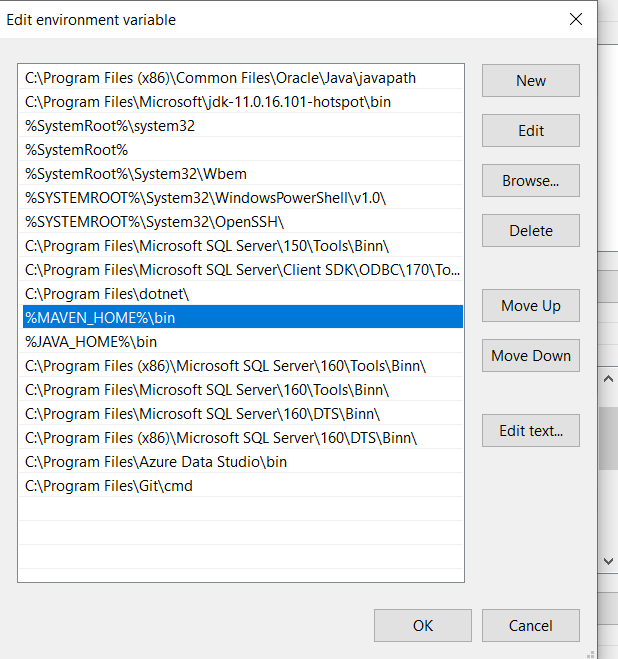 Edit environment variable
C:\Program Files (x86)\Common Files\Oracle\Java\javapath
C:\Program Files\Microsoft\jdk-11.0.16.101-hotspot\bin
%SystemRoot%\system32
%SystemRoot%
%SystemRoot%\System32\Wbem
%SYSTEMROOT%\System32\WindowsPowerShell\v1.0\
%SYSTEMROOT%\System32\OpenSSH\
C:\Program Files\Microsoft SQL Server\150\Tools\Binn\
C:\Program Files\Microsoft SQL Server\Client SDK\ODBC\170\To...
C:\Program Files\dotnet\
%MAVEN_HOME%\bin
%JAVA_HOME%\bin
C:\Program Files (x86)\Microsoft SQL Server\160\Tools\Binn\
C:\Program Files\Microsoft SQL Server\160\Tools\Binn\
C:\Program Files\Microsoft SQL Server\160\DTS\Binn\
C:\Program Files (x86)\Microsoft SQL Server\160\DTS\Binn\
C:\Program Files\Azure Data Studio\bin
C:\Program Files\Git\cmd
New
Edit
Browse...
Delete
Move Up
Move Down
Edit text...
OK
Cancel